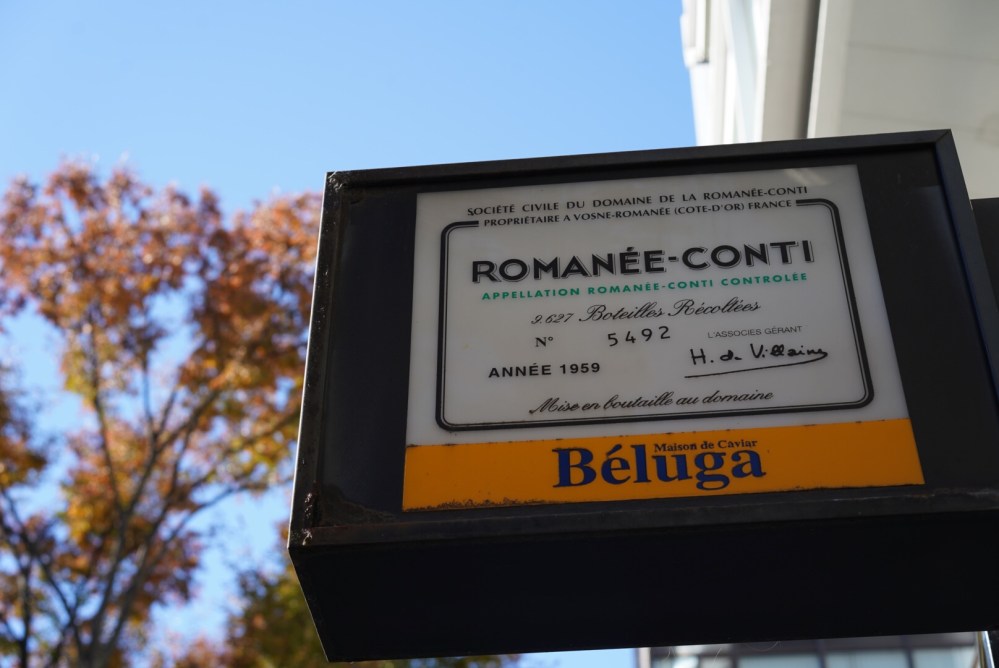 SOCIÉTÉ CIVILE DU DOMAINE DE LA ROMANÉE-CONTI
PROPRIÉTAIRE A VOSNE-ROMANÉE (COTE-D'OR) FRANCE
ROMANÉE-CONTI
APPELLATION ROMANÉE-CONTI CONTROLÉE
9.627 Boteilles Récoltées
N° 5492
L'ASSOCIES GÉRANT
ANNÉE 1959
H. de Villaine
Mise en boutaille au domaine
Maison de Caviar
Béluga